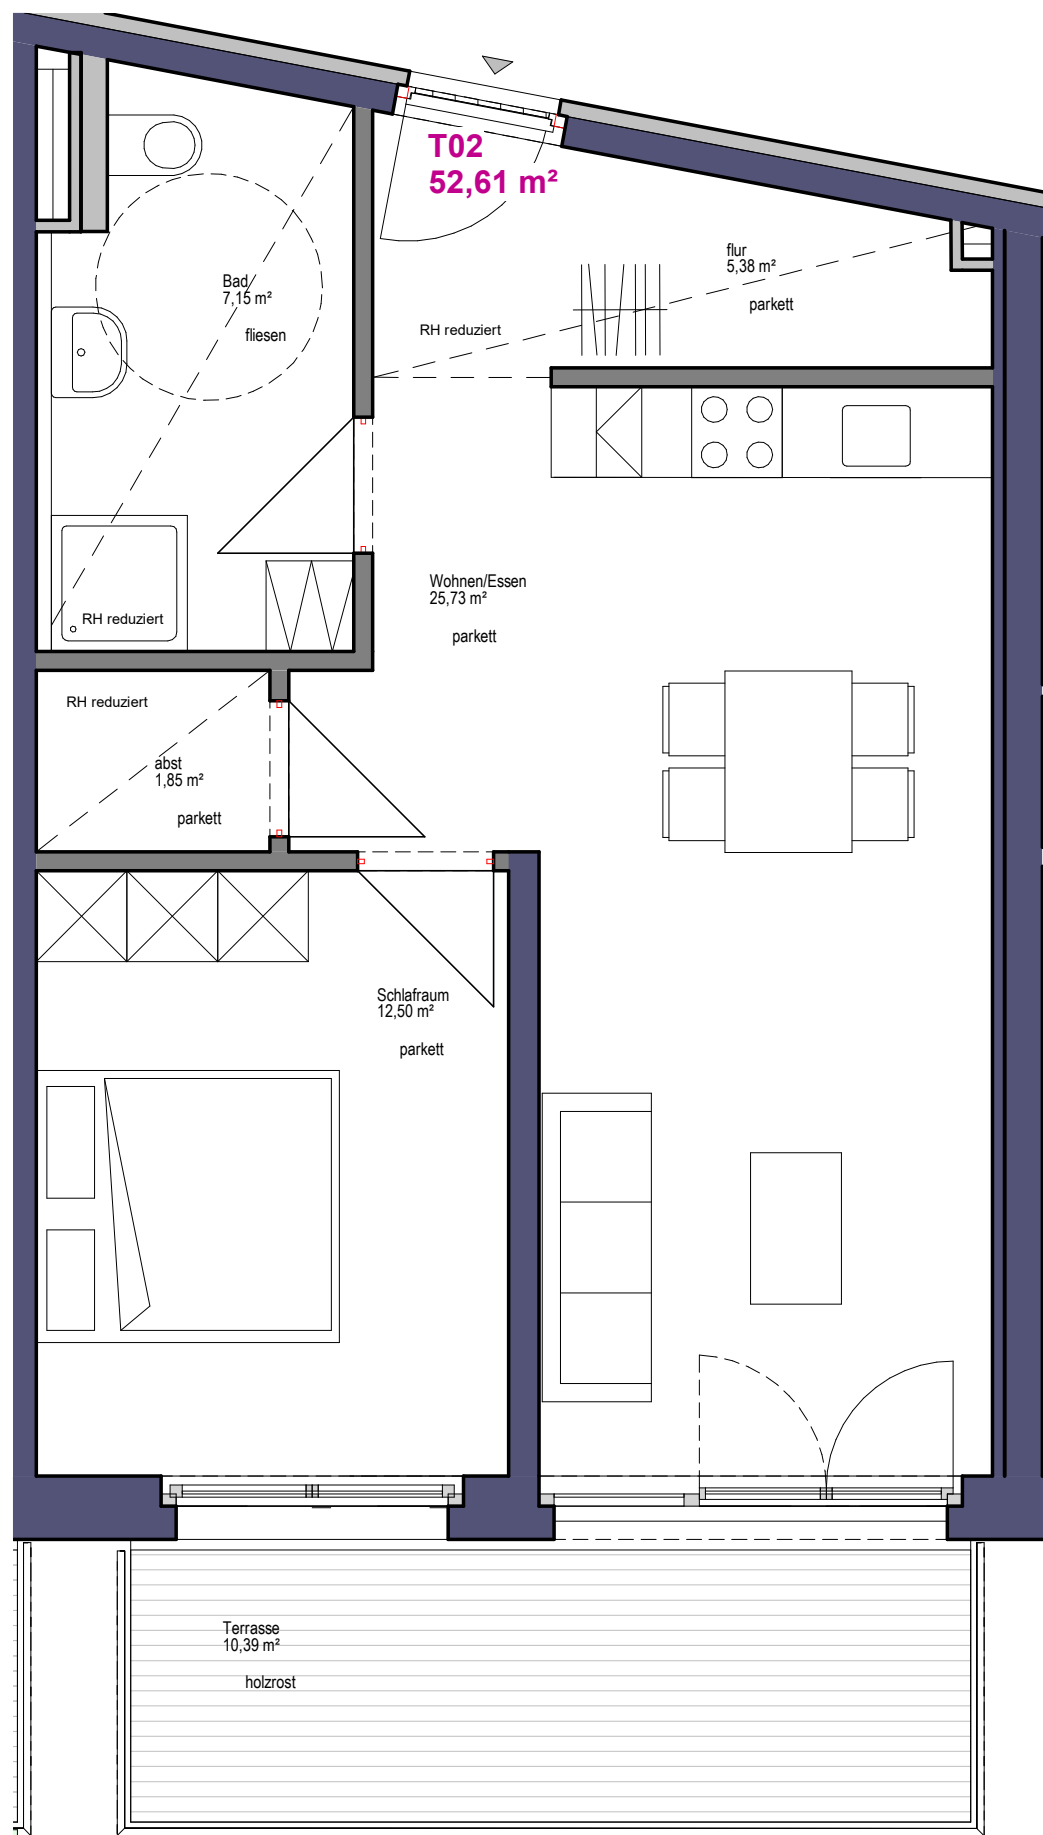 T02
52,61 m²
flur
5,38 m²
parkett
Bad
7,15 m²
fliesen
RH reduziert
Wohnen/Essen
25,73 m²
parkett
RH reduziert
RH reduziert
abst
1,85 m²
parkett
Schlafraum
12,50 m²
parkett
Terrasse
10,39 m²
holzrost